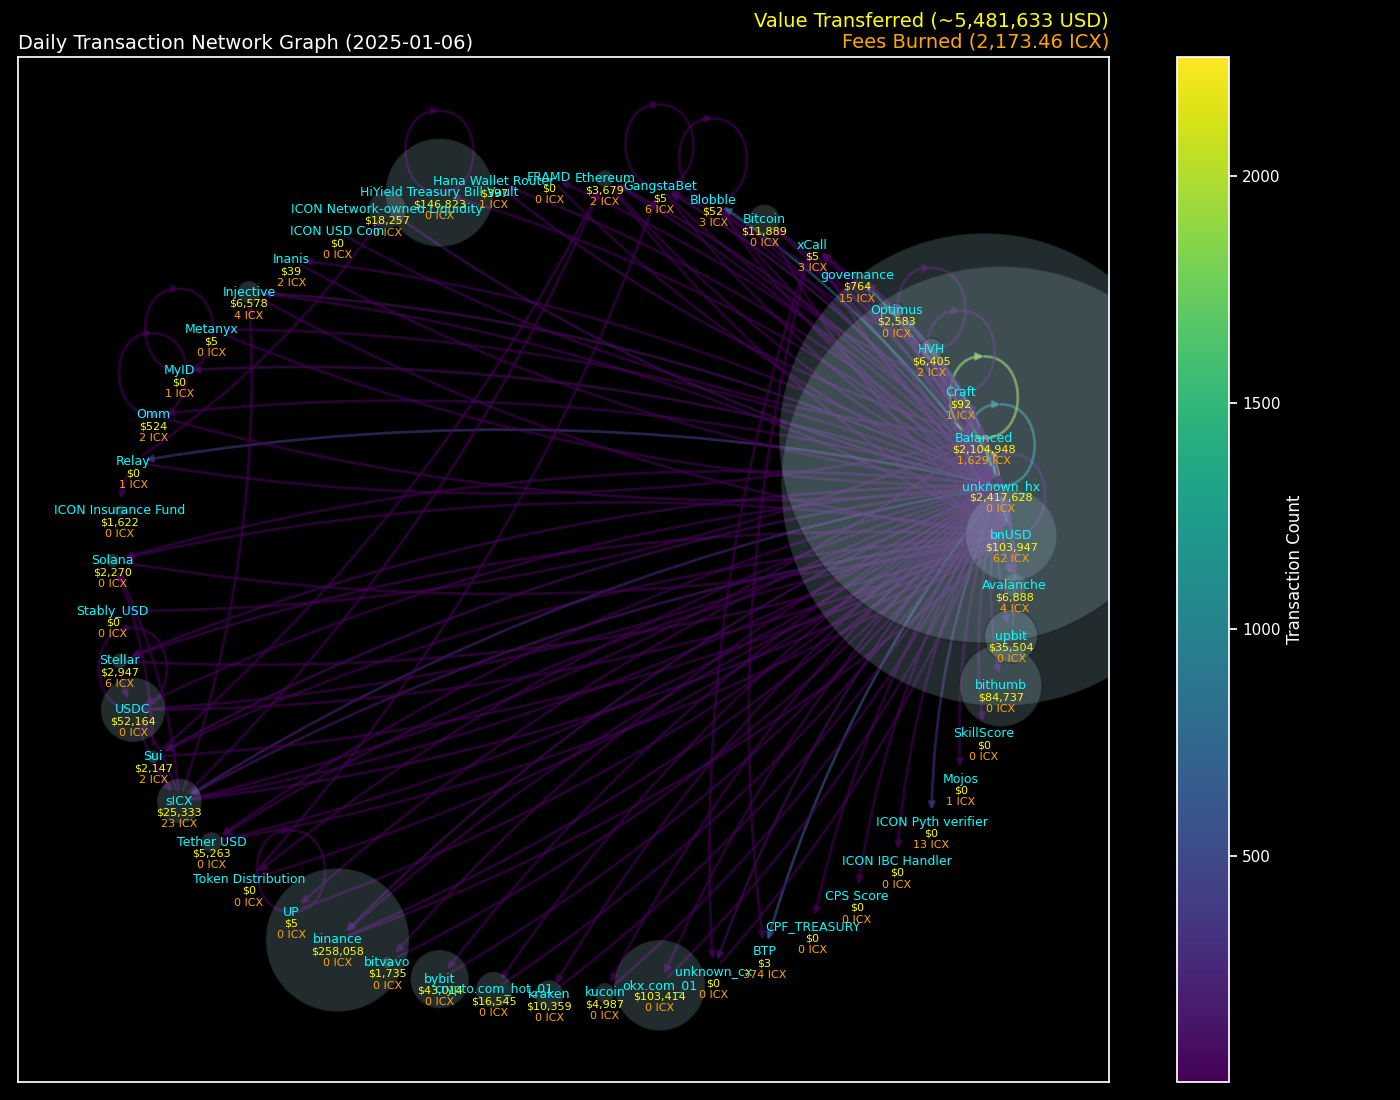 Value Transferred (~5,481,633 USD)
Daily Transaction Network Graph (2025-01-06)
Fees Burned (2,173.46 ICX)
Hana Wallet Router
$397
1 ICX
FRAMD
$0
0 ICX
Ethereum
$3,679
2 ICX
GangstaBet
$5
6 ICX
Blobble
$52
3 ICX
Bitcoin
$11,889
0 ICX
xCall
$5
3 ICX
governance
$764
15 ICX
Optimus
$2,583
0 ICX
HVH
$6,405
2 ICX
Craft
$92
1 ICX
Balanced
$2,104,948
1,629 ICX
unknown_hx
$2,417,628
0 ICX
bnUSD
$103,947
62 ICX
Avalanche
$6,888
4 ICX
upbit
$35,504
0 ICX
bithumb
$84,737
0 ICX
SkillScore
$0
0 ICX
Mojos
$0
1 ICX
ICON Pyth verifier
$0
13 ICX
ICON IBC Handler
$0
0 ICX
CPS Score
$0
0 ICX
CPF_TREASURY
$0
0 ICX
BTP
$3
374 ICX
unknown_cx
$0
0 ICX
okx.com_01
$103,414
0 ICX
kucoin
$4,987
0 ICX
kraken
$10,359
0 ICX
crypto.com_hot_01
$16,545
0 ICX
bybit
0 ICX
bitvavo
$1,735
0 ICX
binance
$258,058
0 ICX
UP
$5
0 ICX
Token Distribution
$0
0 ICX
Tether USD
$5,263
0 ICX
sICX
$25,333
23 ICX
Sui
$2,147
2 ICX
USDC
$52,164
0 ICX
Stellar
$2,947
6 ICX
Stably_USD
$0
0 ICX
Solana
$2,270
0 ICX
ICON Insurance Fund
$1,622
0 ICX
Relay
$0
1 ICX
Omm
$524
2 ICX
MyID
$0
1 ICX
Metanyx
$5
0 ICX
Injective
$6,578
4 ICX
Inanis
$39
2 ICX
ICON USD Coin
$0
0 ICX
ICON Network-owned Liquidity
$18,257
0 ICX
HiYield Treasury Bill Vault
$146,823
0 ICX
2000
1500
1000
500
Transaction Count